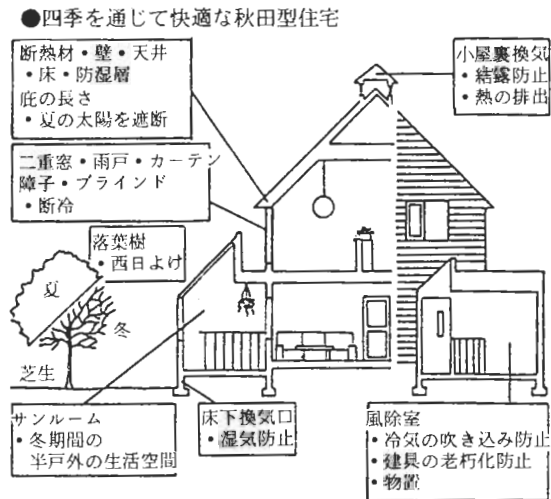 ●四季を通じて快適な秋田型住宅
断熱材・壁・天井
・床・防湿層
庇の長さ
・夏の太陽を遮断
小屋裏換気
・結露防止
・熱の排出
二重窓・雨戸・カーテン
障子・ブラインド
・断冷
落葉樹
・西日よけ
夏
冬
芝生
サンルーム
・冬期間の
半戸外の生活空間
床下換気口
・湿気防止
風除室
・冷気の吹き込み防止
・建具の老朽化防止
・物置